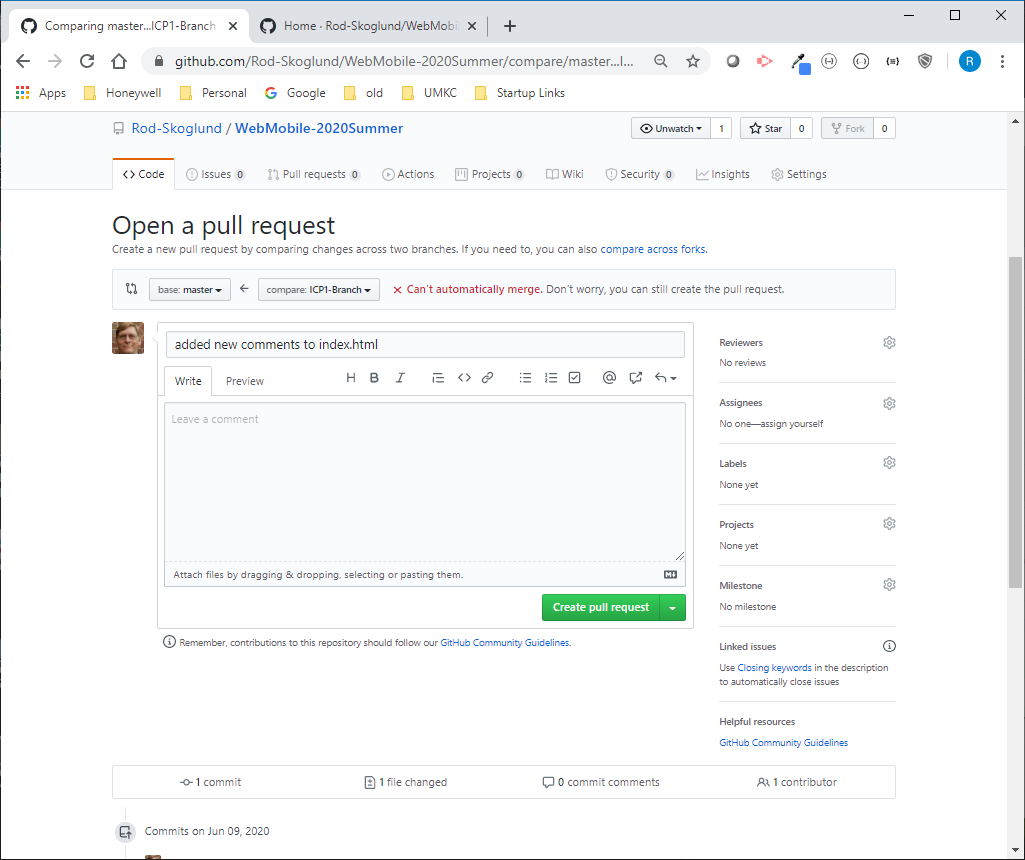 Comparing master...ICP1-Branch
Home · Rod-Skoglund/WebMobi
github.com/Rod-Skoglund/WebMobile-2020Summer/compare/master...I...
R
Apps Honeywell Personal Google old UMKC Startup Links
Rod-Skoglund / WebMobile-2020Summer
Unwatch 1 Star 0 Fork 0
Code Issues 0 Pull requests 0 Actions Projects 0 Wiki Security 0 Insights Settings
Open a pull request
Create a new pull request by comparing changes across two branches. If you need to, you can also compare across forks.
base: master compare: ICP1-Branch Can't automatically merge. Don't worry, you can still create the pull request.
added new comments to index.html
Write Preview
Leave a comment
Attach files by dragging & dropping, selecting or pasting them.
Create pull request
Remember, contributions to this repository should follow our GitHub Community Guidelines.
Reviewers
No reviews
Assignees
No one—assign yourself
Labels
None yet
Projects
None yet
Milestone
No milestone
Linked issues
Use Closing keywords in the description
to automatically close issues
Helpful resources
GitHub Community Guidelines
1 commit 1 file changed 0 commit comments 1 contributor
Commits on Jun 09, 2020